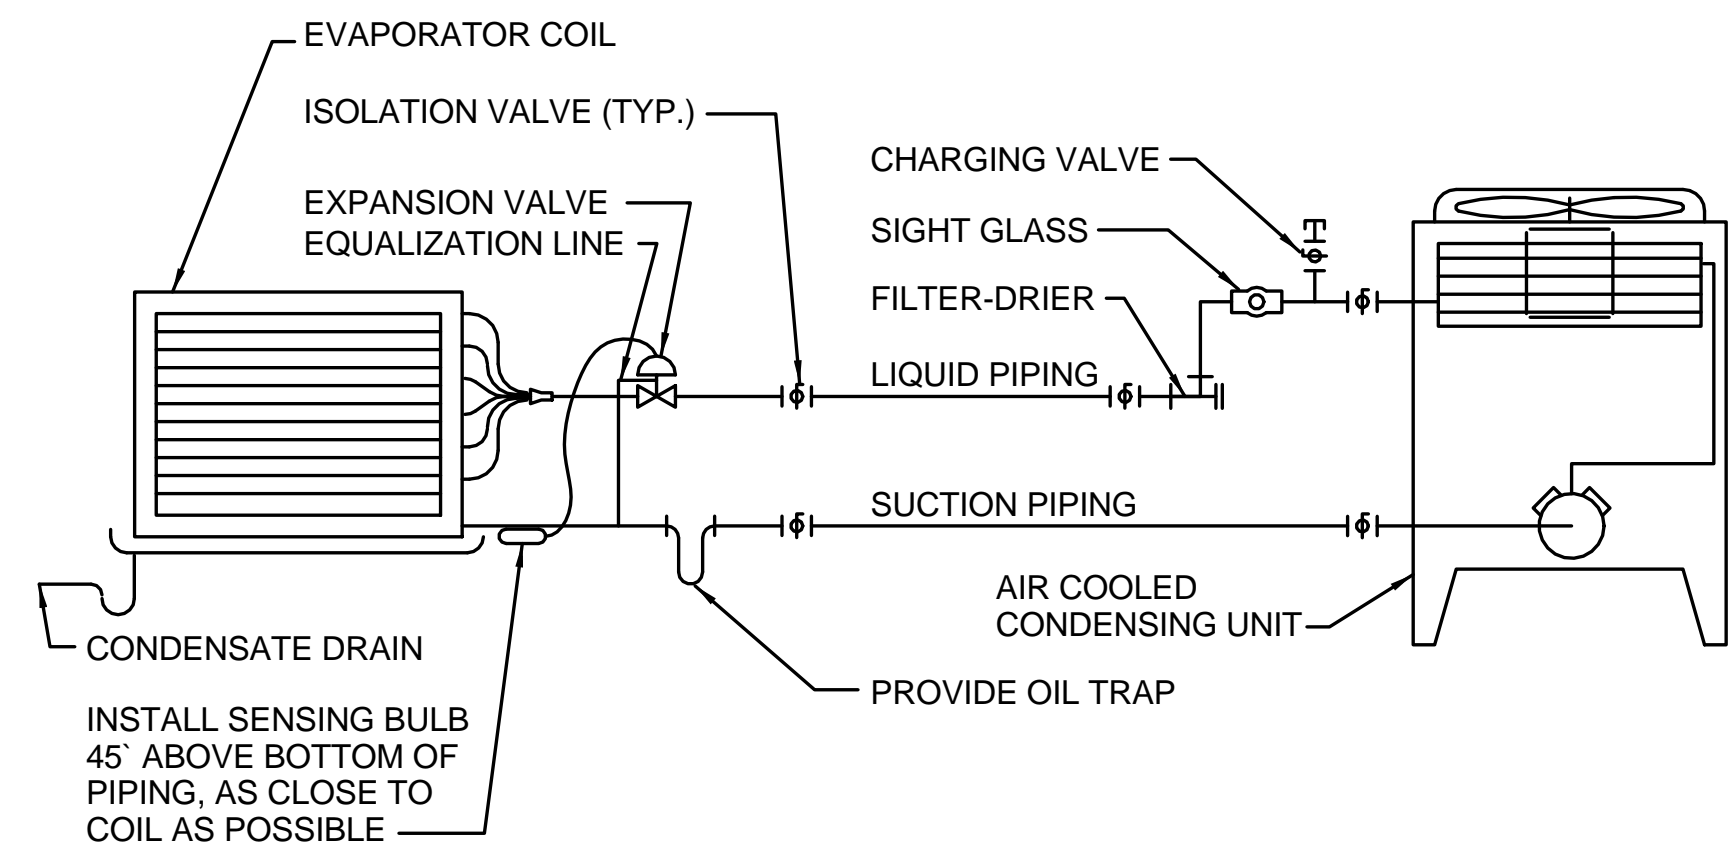 EVAPORATOR COIL
ISOLATION VALVE (TYP.)
EXPANSION VALVE
EQUALIZATION LINE
CHARGING VALVE
SIGHT GLASS
FILTER-DRIER
LIQUID PIPING
SUCTION PIPING
AIR COOLED
CONDENSING UNIT
CONDENSATE DRAIN
PROVIDE OIL TRAP
INSTALL SENSING BULB
45` ABOVE BOTTOM OF
PIPING, AS CLOSE TO
COIL AS POSSIBLE